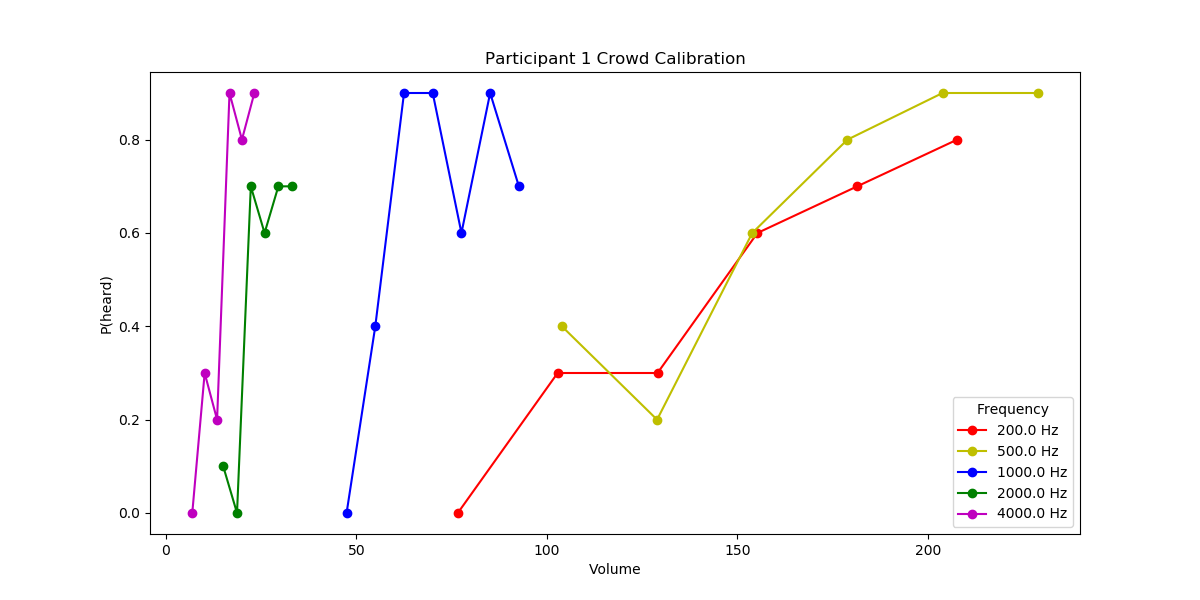 Participant 1 Crowd Calibration
P(heard)
0.8
0.6
0.4
0.2
0.0
0 50 100 150 200
Volume
Frequency
200.0 Hz
500.0 Hz
1000.0 Hz
2000.0 Hz
4000.0 Hz